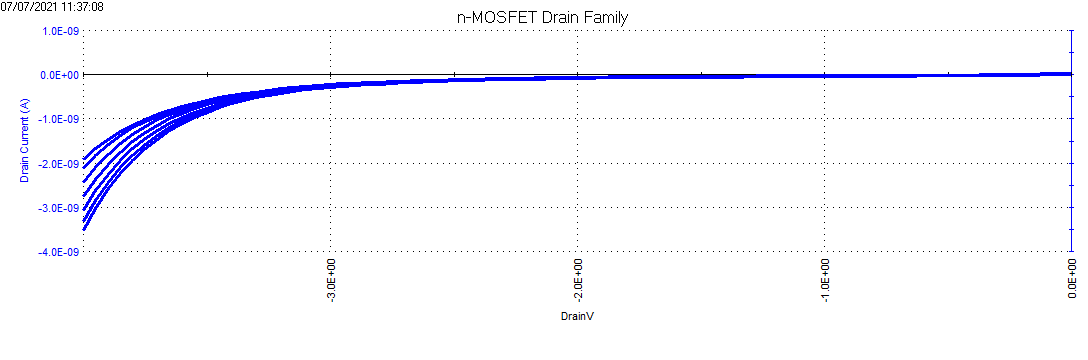 07/07/2021 11:37:08
n-MOSFET Drain Family
1.0E-09
0.0E+00
-1.0E-09
-2.0E-09
-3.0E-09
-4.0E-09
Drain Current (A)
-3.0E+00
-2.0E+00
-1.0E+00
0.0E+00
DrainV